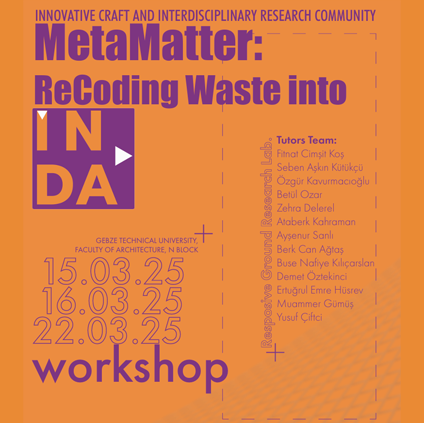 INNOVATIVE CRAFT AND INTERDISCIPLINARY RESEARCH COMMUNITY
MetaMatter:
ReCoding Waste into
IN
DA
Tutors Team:
Fitnat Cimşit Koş
Seben Aşkın Kütükçü
Özgür Kavurmacıoğlu
Betül Özar
Zehra Delerel
Ataberk Kahraman
Ayşenur Sanlı
Berk Can Ağtaş
Buse Nafiye Kılıçarslan
Demet Öztekinci
Ertuğrul Emre Hüsrev
Muammer Gümüş
Yusuf Çiftci
Resposive Ground Research Lab.
GEBZE TECHNICAL UNIVERSITY,
FACULTY OF ARCHITECTURE, N BLOCK
15.03.25
16.03.25
22.03.25
workshop